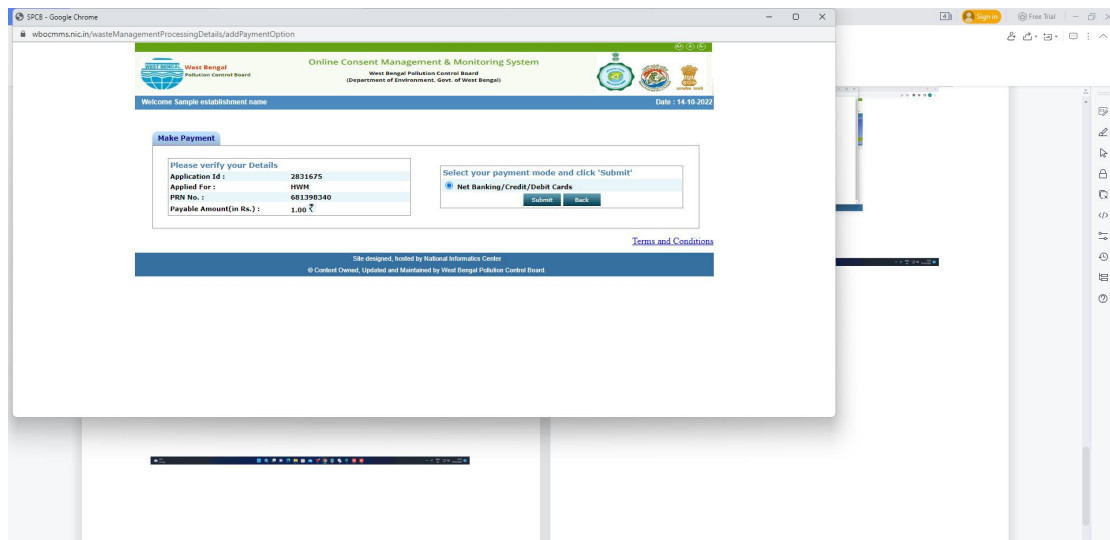 SPCB - Google Chrome
wbocmms.nic.in/wasteManagementProcessingDetails/addPaymentOption
Sign in
Free Trial
A+ A A-
WEST BENGAL
West Bengal
Pollution Control Board
Online Consent Management & Monitoring System
West Bengal Pollution Control Board
(Department of Environment. Govt. of West Bengal)
Welcome Sample establishment name
Date : 14-10-2022
Make Payment
Please verify your Details
Application Id : 2831675
Applied For : HWM
PRN No. : 681398340
Payable Amount(in Rs.) : 1.00 ₹
Select your payment mode and click 'Submit'
Net Banking/Credit/Debit Cards
Submit Back
Terms and Conditions
Site designed, hosted by National Informatics Center
© Content Owned, Updated and Maintained by West Bengal Pollution Control Board.